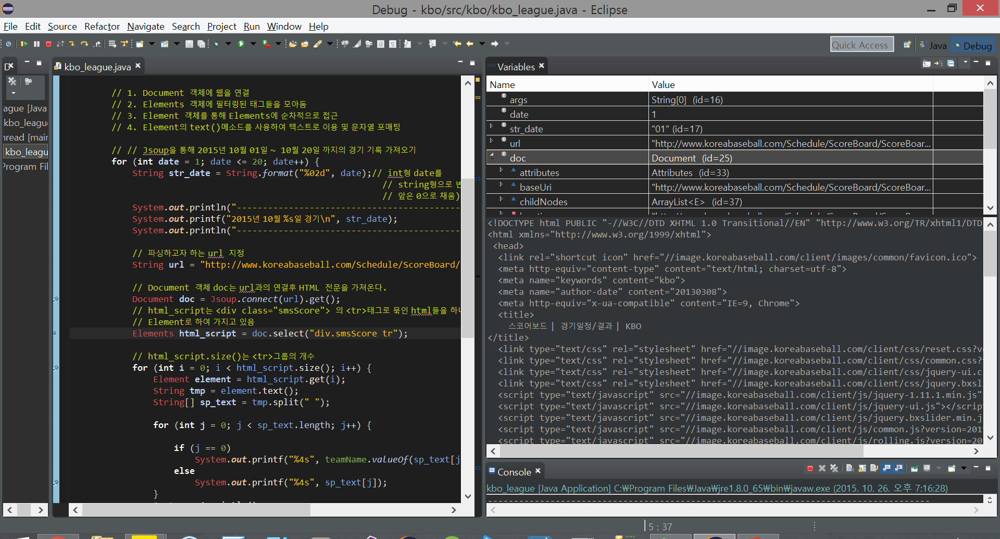 Debug - kbo/src/kbo/kbo_league.java - Eclipse
File Edit Source Refactor Navigate Search Project Run Window Help
Quick Access
Java
Debug
D
ague [Java
kbo_leagu
read [mair
kbo_leagu
Program Fil
kbo_league.java
// 1. Document 객체에 웹을 연결
// 2. Elements 객체에 필터링된 태그들을 모아둠
// 3. Element 객체를 통해 Elements에 순차적으로 접근
// 4. Element의 text()메소드를 사용하여 텍스트로 이용 및 문자열 포매팅
// // Jsoup을 통해 2015년 10월 01일 ~ 10월 20일 까지의 경기 기록 가져오기
for (int date = 1; date <= 20; date++) {
String str_date = String.format("%02d", date);// int형 date를
// string형으로 변
// 앞은 0으로 채움)
System.out.println("-------------------------------------------
System.out.printf("2015년 10월 %s일 경기\n", str_date);
System.out.println("-------------------------------------------
// 파싱하고자 하는 url 지정
String url = "http://www.koreabaseball.com/Schedule/ScoreBoard/
// Document 객체 doc는 url과의 연결후 HTML 전문을 가져온다.
Document doc = Jsoup.connect(url).get();
// html_script는 <div class="smsScore"> 의 <tr>태그로 묶인 html들을 하나
// Element로 하여 가지고 있음
Elements html_script = doc.select("div.smsScore tr");
// html_script.size()는 <tr>그룹의 개수
for (int i = 0; i < html_script.size(); i++) {
Element element = html_script.get(i);
String tmp = element.text();
String[] sp_text = tmp.split(" ");
for (int j = 0; j < sp_text.length; j++) {
if (j == 0)
System.out.printf("%4s", teamName.valueOf(sp_text[j
else
System.out.printf("%4s", sp_text[j]);
}
Variables
Name Value
args String[0] (id=16)
date 1
str_date "01" (id=17)
url "http://www.koreabaseball.com/Schedule/ScoreBoard/ScoreBoar...
doc Document (id=25)
attributes Attributes (id=33)
baseUri "http://www.koreabaseball.com/Schedule/ScoreBoard/ScoreBoar...
childNodes ArrayList<E> (id=37)
<!DOCTYPE html PUBLIC "-//W3C//DTD XHTML 1.0 Transitional//EN" "http://www.w3.org/TR/xhtml1/DTD
<html xmlns="http://www.w3.org/1999/xhtml">
<head>
<link rel="shortcut icon" href="//image.koreabaseball.com/client/images/common/favicon.ico">
<meta http-equiv="content-type" content="text/html; charset=utf-8">
<meta name="keywords" content="kbo">
<meta name="author-date" content="20130308">
<meta http-equiv="x-ua-compatible" content="IE=9, Chrome">
<title>
스코어보드 | 경기일정/결과 | KBO
</title>
<link type="text/css" rel="stylesheet" href="//image.koreabaseball.com/client/css/reset.css?ve
<link type="text/css" rel="stylesheet" href="//image.koreabaseball.com/client/css/common.css?v
<link type="text/css" rel="stylesheet" href="//image.koreabaseball.com/client/css/jquery-ui.c
<link type="text/css" rel="stylesheet" href="//image.koreabaseball.com/client/css/jquery.bxsl
<script type="text/javascript" src="//image.koreabaseball.com/client/js/jquery-1.11.1.min.js"
<script type="text/javascript" src="//image.koreabaseball.com/client/js/jquery-ui.js"></script
<script type="text/javascript" src="//image.koreabaseball.com/client/js/jquery.bxslider.min.j
<script type="text/javascript" src="//image.koreabaseball.com/client/js/common.js?version=201
<script type="text/javascript" src="//image.koreabaseball.com/client/js/rolling.js?version=20
Console
kbo_league [Java Application] C:₩Program Files₩Java₩jre1.8.0_65₩bin₩javaw.exe (2015. 10. 26. 오후 7:16:28)
-------------------------------------------------------------------------------------
5 : 37